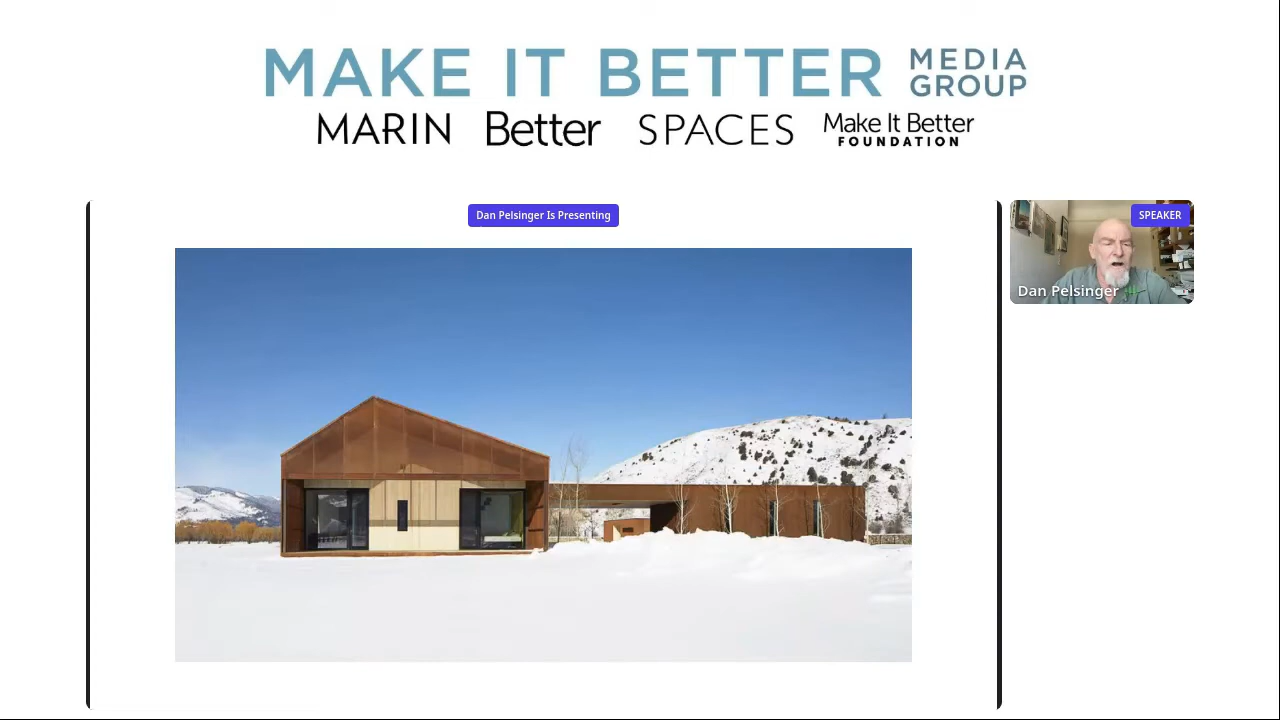 MAKE IT BETTER MEDIA GROUP
MARIN Better SPACES Make It Better FOUNDATION
Dan Pelsinger Is Presenting
SPEAKER
Dan Pelsinger